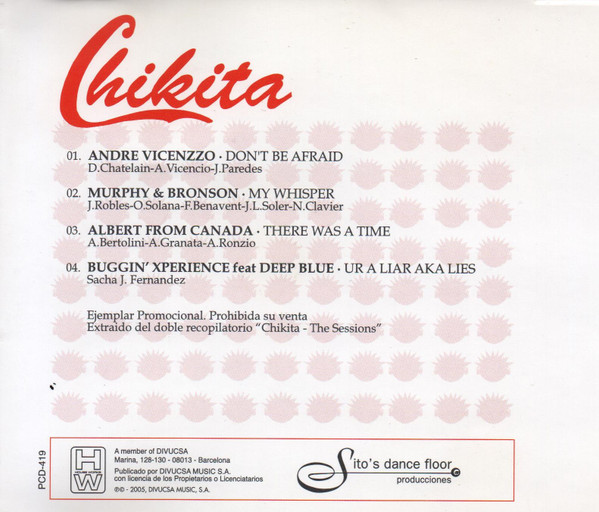 Chikita
01. ANDRE VICENZZO · DON'T BE AFRAID
D.Chatelain-A.Vicencio-J.Paredes
02. MURPHY & BRONSON · MY WHISPER
J.Robles-O.Solana-F.Benavent-J.L.Soler-N.Clavier
03. ALBERT FROM CANADA · THERE WAS A TIME
A.Bertolini-A.Granata-A.Ronzio
04. BUGGIN' XPERIENCE feat DEEP BLUE · UR A LIAR AKA LIES
Sacha J. Fernandez
Ejemplar Promocional. Prohibida su venta
Extraido del doble recopilatorio "Chikita - The Sessions"
PCD-419
H
W
A member of DIVUCSA
Marina, 128-130 - 08013 - Barcelona
Publicado por DIVUCSA MUSIC S.A.
con licencia de los Propietarios o Licenciatarios
℗© - 2005, DIVUCSA MUSIC, S.A.
Sito's dance floor
producciones